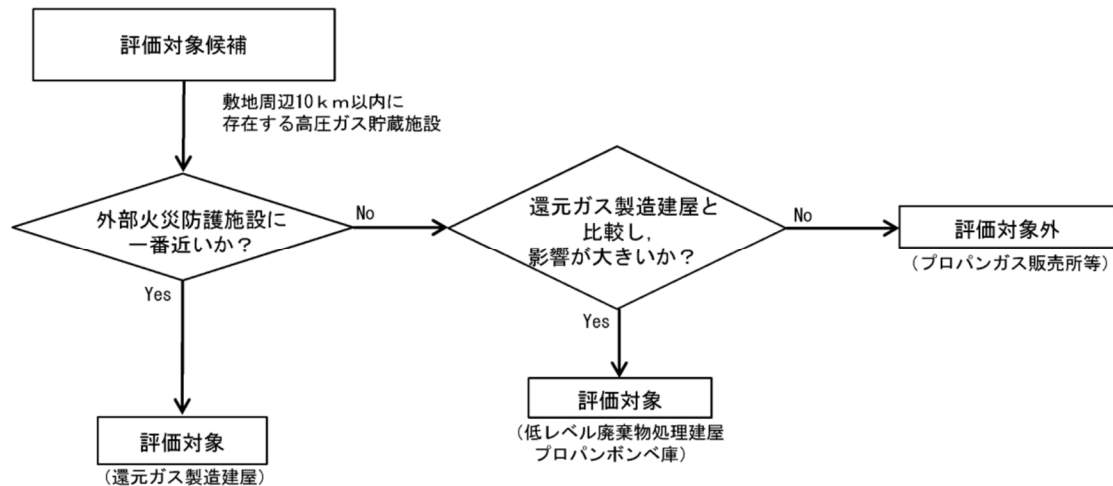 評価対象候補
敷地周辺10km以内に
存在する高圧ガス貯蔵施設
外部火災防護施設に
一番近いか?
No
Yes
還元ガス製造建屋と
比較し,
影響が大きいか?
No
Yes
評価対象外
(プロパンガス販売所等)
評価対象
(低レベル廃棄物処理建屋
プロパンボンベ庫)
評価対象
(還元ガス製造建屋)